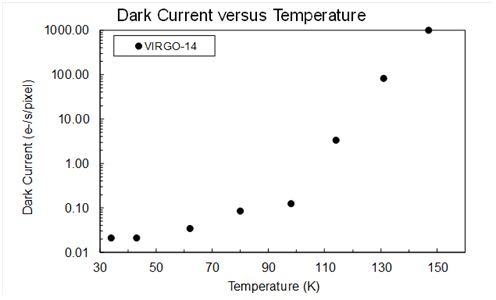 Dark Current versus Temperature
VIRGO-14
Dark Current (e-/s/pixel)
1000.00
100.00
10.00
1.00
0.10
0.01
30 50 70 90 110 130 150
Temperature (K)